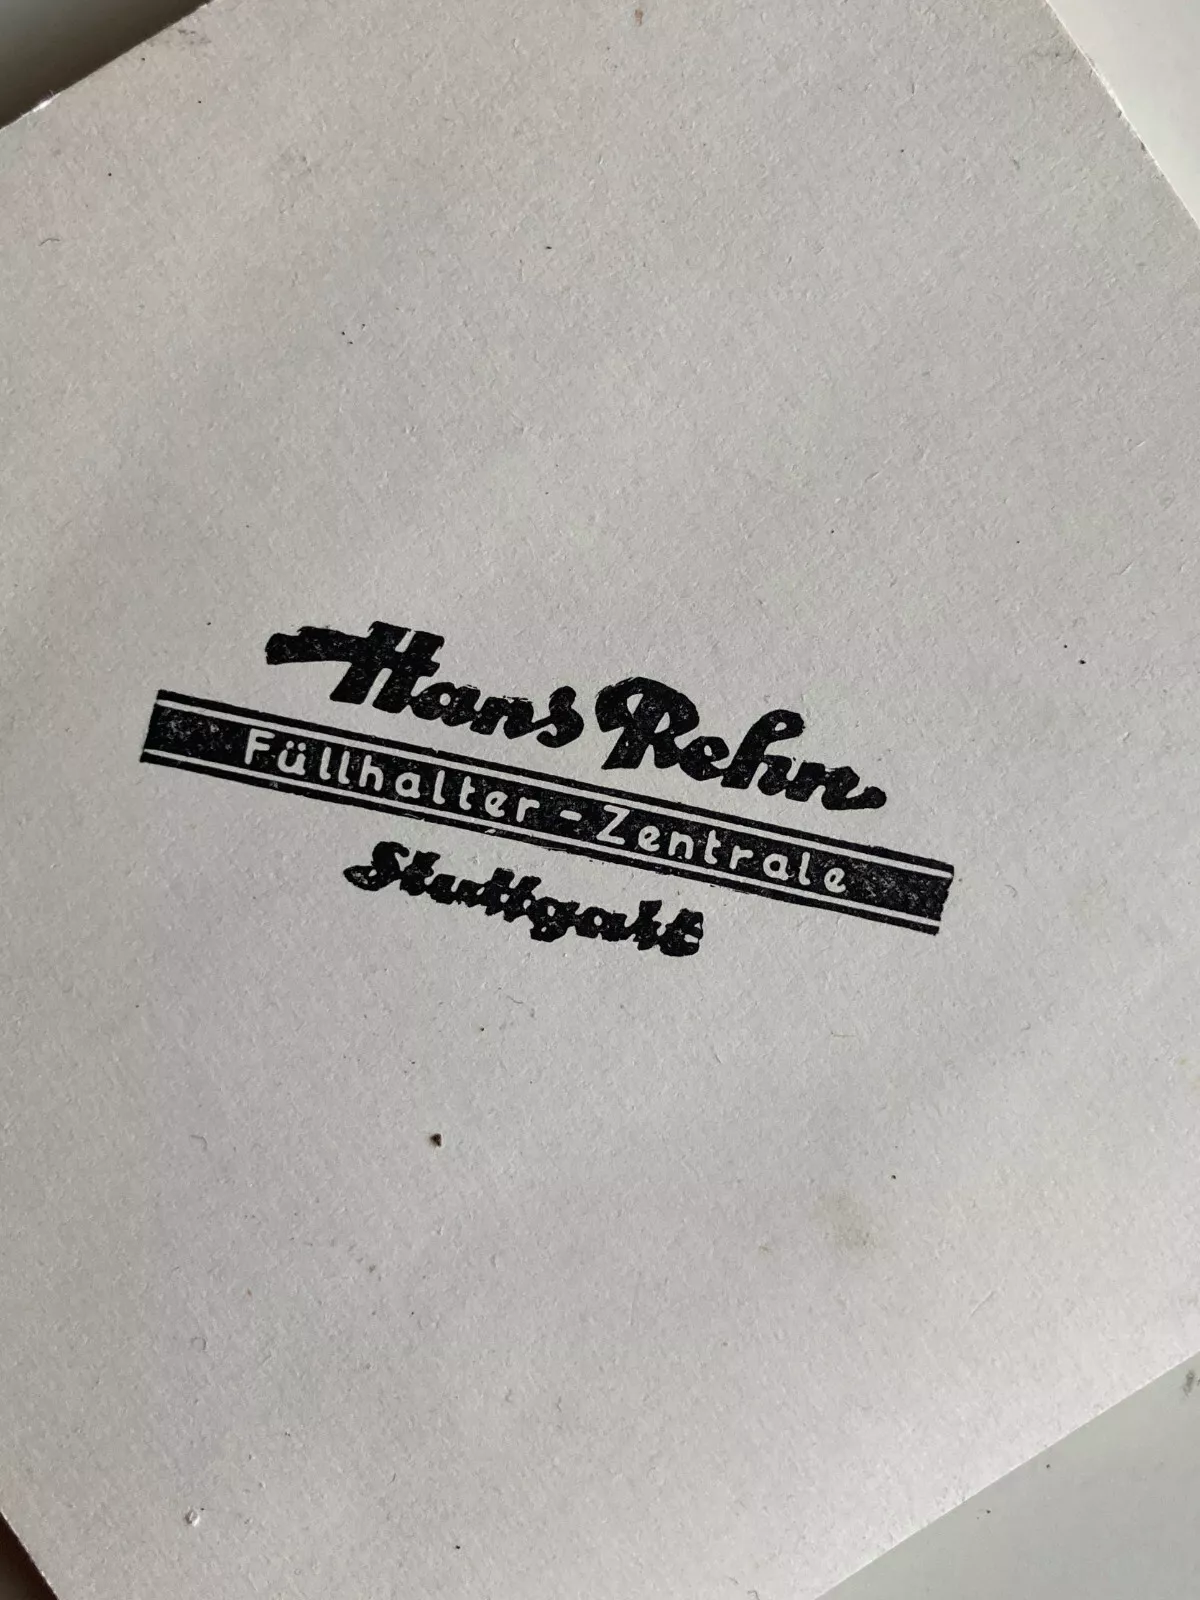 Hans Rehn
Füllhalter - Zentrale
Stuttgart